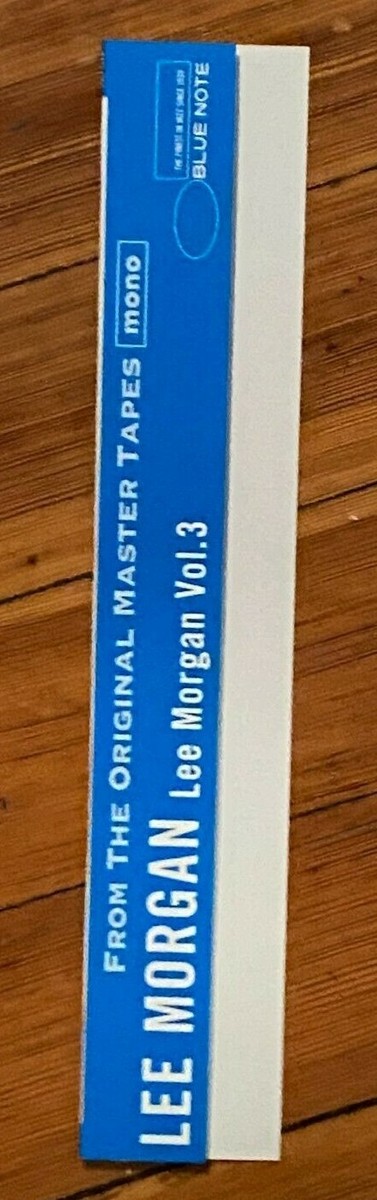 FROM THE ORIGINAL MASTER TAPES mono
LEE MORGAN Lee Morgan Vol.3
THE FINEST IN JAZZ SINCE 1939
BLUE NOTE